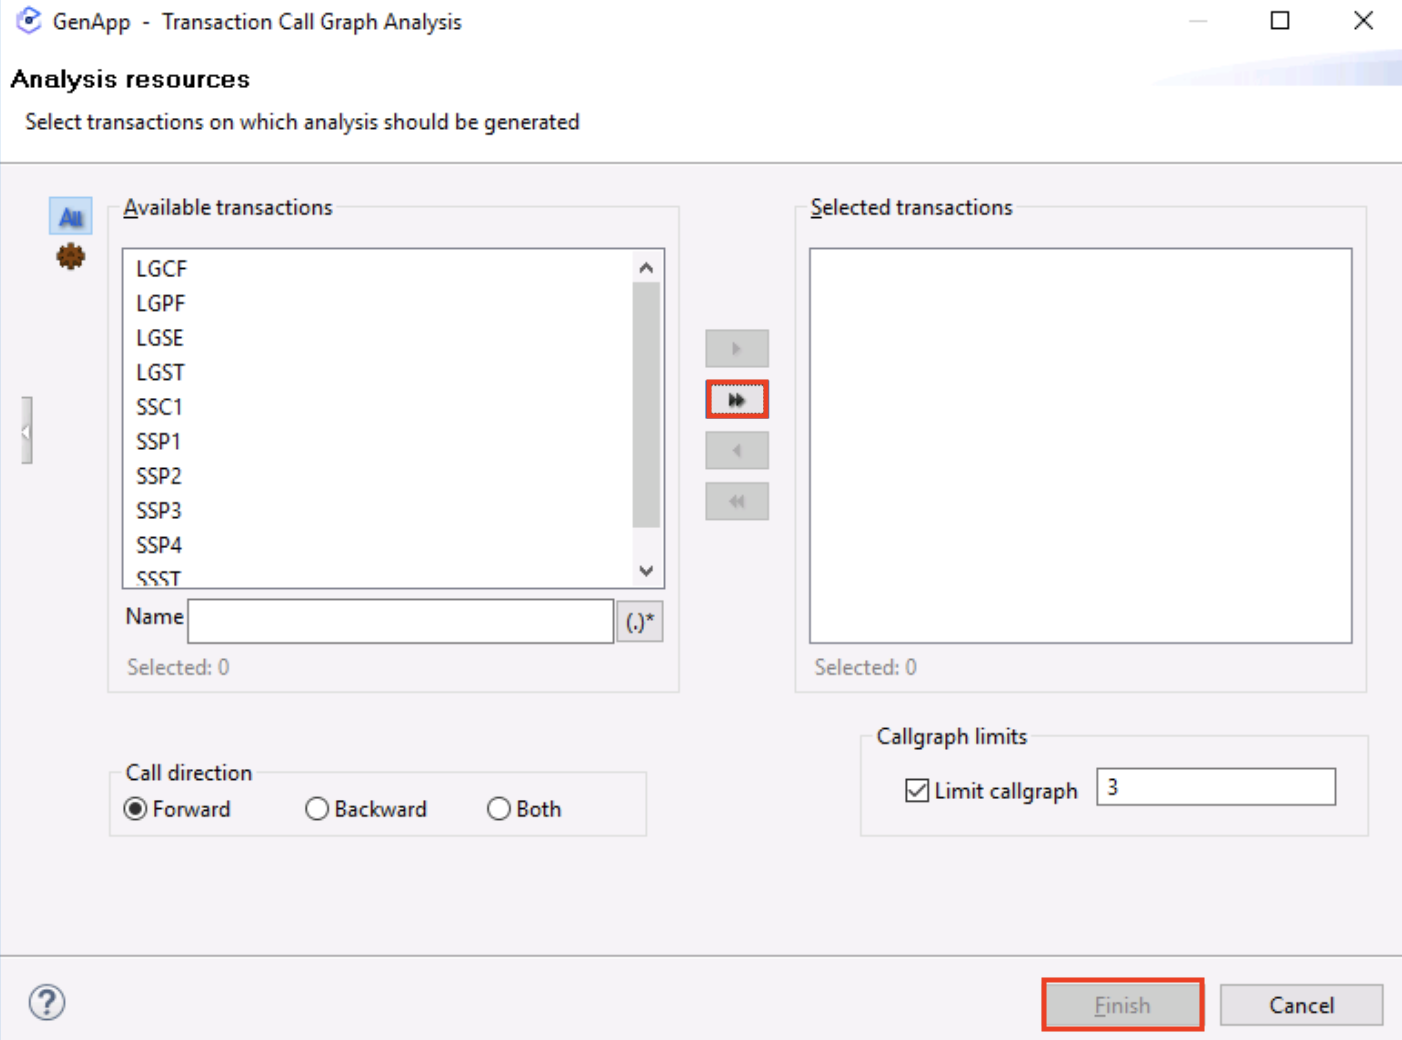 GenApp - Transaction Call Graph Analysis
Analysis resources
Select transactions on which analysis should be generated
All
Available transactions
LGCF
LGPF
LGSE
LGST
SSC1
SSP1
SSP2
SSP3
SSP4
SSST
Name
(.)*
Selected: 0
Selected transactions
Selected: 0
Call direction
Forward
Backward
Both
Callgraph limits
Limit callgraph
3
?
Finish
Cancel